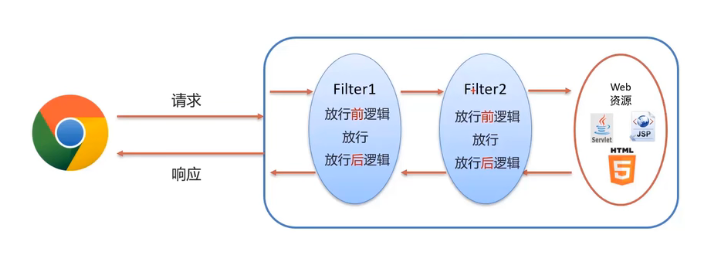 请求
响应
Filter1
放行前逻辑
放行
放行后逻辑
Filter2
放行前逻辑
放行
放行后逻辑
Web
资源
Java
Servlet
JSP
HTML
5